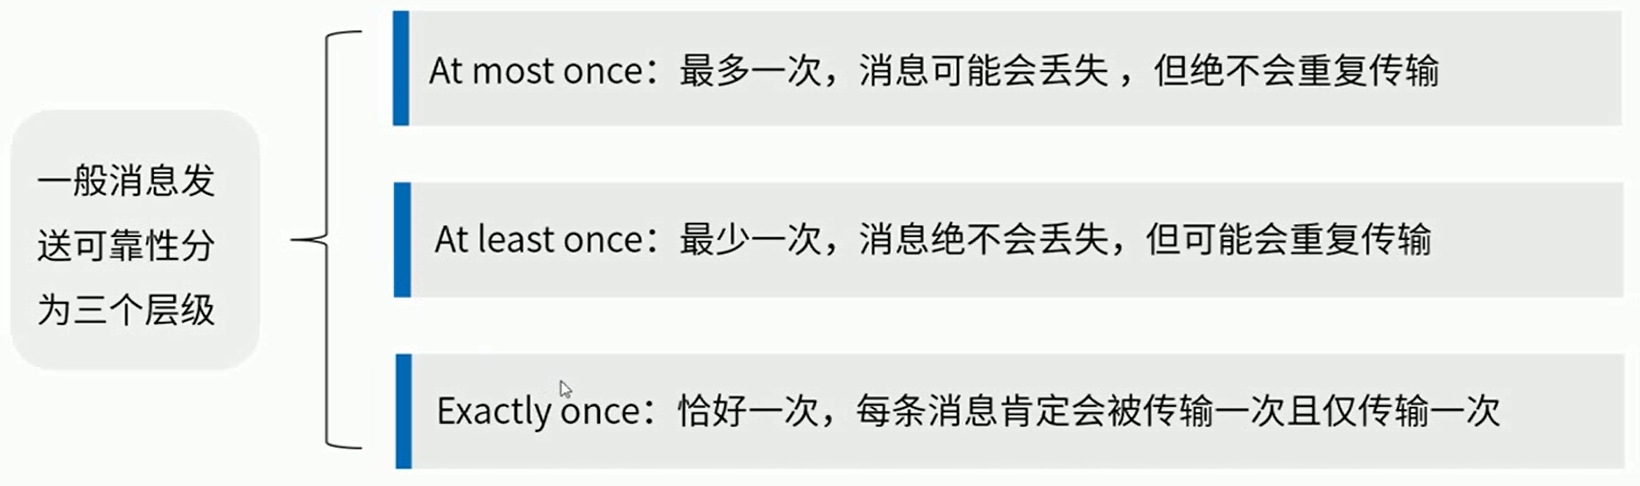 一般消息发
送可靠性分
为三个层级
At most once：最多一次，消息可能会丢失 ，但绝不会重复传输
At least once：最少一次，消息绝不会丢失，但可能会重复传输
Exactly once：恰好一次，每条消息肯定会被传输一次且仅传输一次